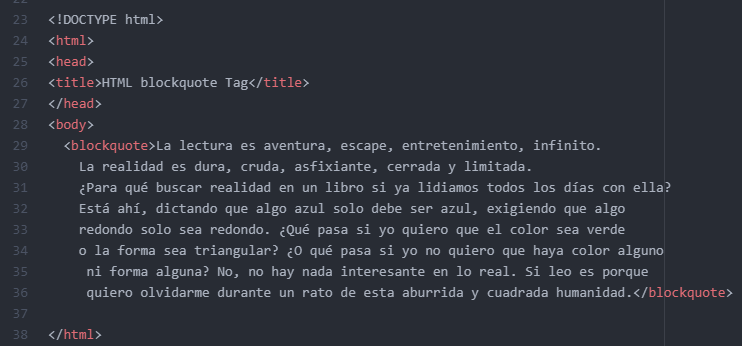 23 <!DOCTYPE html>
24 <html>
25 <head>
26 <title>HTML blockquote Tag</title>
27 </head>
28 <body>
29 <blockquote>La lectura es aventura, escape, entretenimiento, infinito.
30 La realidad es dura, cruda, asfixiante, cerrada y limitada.
31 ¿Para qué buscar realidad en un libro si ya lidiamos todos los días con ella?
32 Está ahí, dictando que algo azul solo debe ser azul, exigiendo que algo
33 redondo solo sea redondo. ¿Qué pasa si yo quiero que el color sea verde
34 o la forma sea triangular? ¿O qué pasa si yo no quiero que haya color alguno
35 ni forma alguna? No, no hay nada interesante en lo real. Si leo es porque
36 quiero olvidarme durante un rato de esta aburrida y cuadrada humanidad.</blockquote>
37
38 </html>